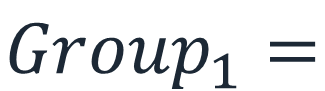 Group₁ =